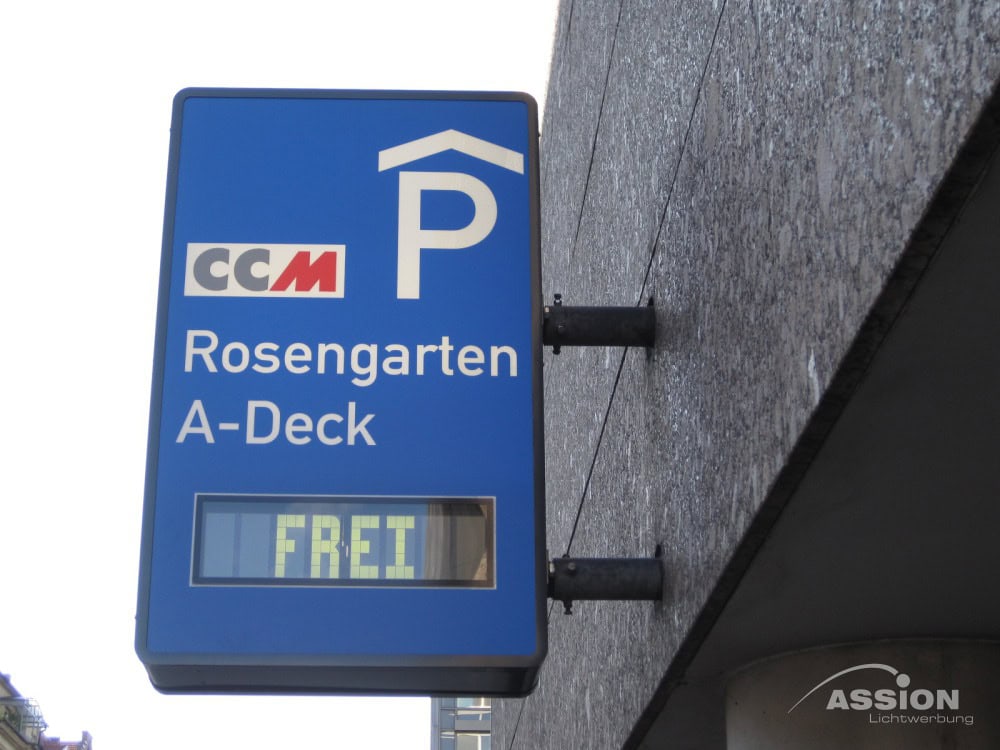 P
CCM
Rosengarten
A-Deck
FREI
ASSION
Lichtwerbung